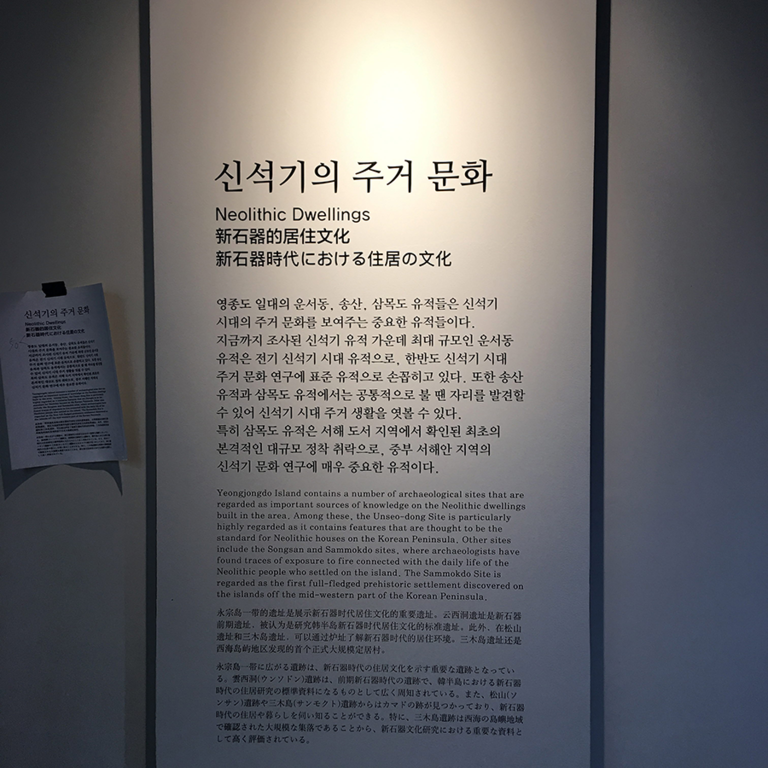 신석기의 주거 문화
Neolithic Dwellings
新石器的居住文化
新石器時代における住居の文化
영종도 일대의 운서동, 송산, 삼목도 유적들은 신석기
시대의 주거 문화를 보여주는 중요한 유적들이다.
지금까지 조사된 신석기 유적 가운데 최대 규모인 운서동
유적은 전기 신석기 시대 유적으로, 한반도 신석기 시대
주거 문화 연구에 표준 유적으로 손꼽히고 있다. 또한 송산
유적과 삼목도 유적에서는 공통적으로 불 땐 자리를 발견할
수 있어 신석기 시대 주거 생활을 엿볼 수 있다.
특히 삼목도 유적은 서해 도서 지역에서 확인된 최초의
본격적인 대규모 정착 취락으로, 중부 서해안 지역의
신석기 문화 연구에 매우 중요한 유적이다.
Yeongjongdo Island contains a number of archaeological sites that are
regarded as important sources of knowledge on the Neolithic dwellings
built in the area. Among these, the Unseo-dong Site is particularly
highly regarded as it contains features that are thought to be the
standard for Neolithic houses on the Korean Peninsula. Other sites
include the Songsan and Sammokdo sites, where archaeologists have
found traces of exposure to fire connected with the daily life of the
Neolithic people who settled on the island. The Sammokdo Site is
regarded as the first full-fledged prehistoric settlement discovered on
the islands off the mid-western part of the Korean Peninsula.
永宗岛一带的遗址是展示新石器时代居住文化的重要遗址。云西洞遗址是新石器
前期遗址，被认为是研究韩半岛新石器时代居住文化的标准遗址。此外，在松山
遗址和三木岛遗址，可以通过炉址了解新石器时代的居住环境。三木岛遗址还是
西海岛屿地区发现的首个正式大规模定居村。
永宗島一帯に広がる遺跡は、新石器時代の住居文化を示す重要な遺跡となってい
る。雲西洞(ウンソドン)遺跡は、前期新石器時代の遺跡で、韓半島における新石器
時代の住居研究の標準資料になるものとして広く周知されている。また、松山(ソ
ンサン)遺跡や三木島(サンモクト)遺跡からはカマドの跡が見つかっており、新石器
時代の住居や暮らしを伺い知ることができる。特に、三木島遺跡は西海の島嶼地域
で確認された大規模な集落であることから、新石器文化研究における重要な資料と
して高く評価されている。
신석기의 주거 문화
Neolithic Dwellings
新石器的居住文化
新石器時代における住居の文化